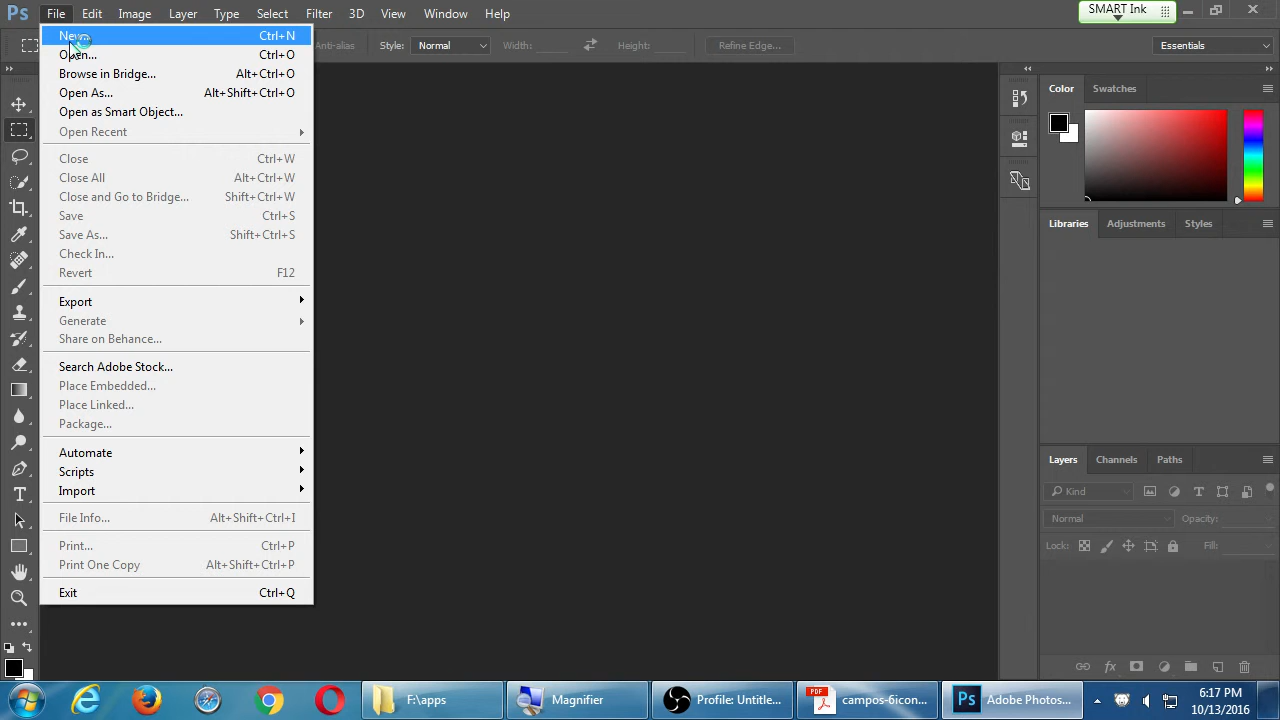 Ps File Edit Image Layer Type Select Filter 3D View Window Help
SMART Ink
Anti-alias Style: Normal Width: Height: Refine Edge... Essentials
New... Ctrl+N
Open... Ctrl+O
Browse in Bridge... Alt+Ctrl+O
Open As... Alt+Shift+Ctrl+O
Open as Smart Object...
Open Recent
Close Ctrl+W
Close All Alt+Ctrl+W
Close and Go to Bridge... Shift+Ctrl+W
Save Ctrl+S
Save As... Shift+Ctrl+S
Check In...
Revert F12
Export
Generate
Share on Behance...
Search Adobe Stock...
Place Embedded...
Place Linked...
Package...
Automate
Scripts
Import
File Info... Alt+Shift+Ctrl+I
Print... Ctrl+P
Print One Copy Alt+Shift+Ctrl+P
Exit Ctrl+Q
Color Swatches
Libraries Adjustments Styles
Layers Channels Paths
Kind
Normal Opacity:
Lock: Fill:
fx
F:\apps
Magnifier
Profile: Untitle...
PDF campos-6icon...
Ps Adobe Photos...
6:17 PM
10/13/2016